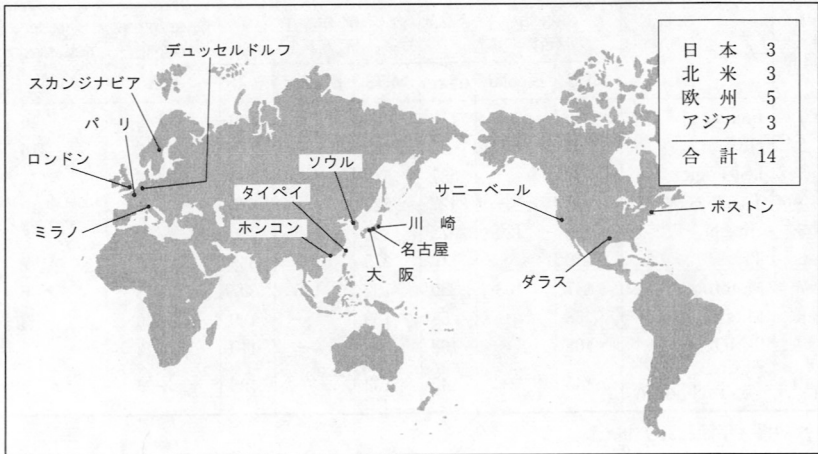 デュッセルドルフ
スカンジナビア
パリ
ロンドン
ミラノ
ソウル
タイペイ
ホンコン
川崎
名古屋
大阪
サニーベール
ダラス
ボストン
日本 3
北米 3
欧州 5
アジア 3
合計 14